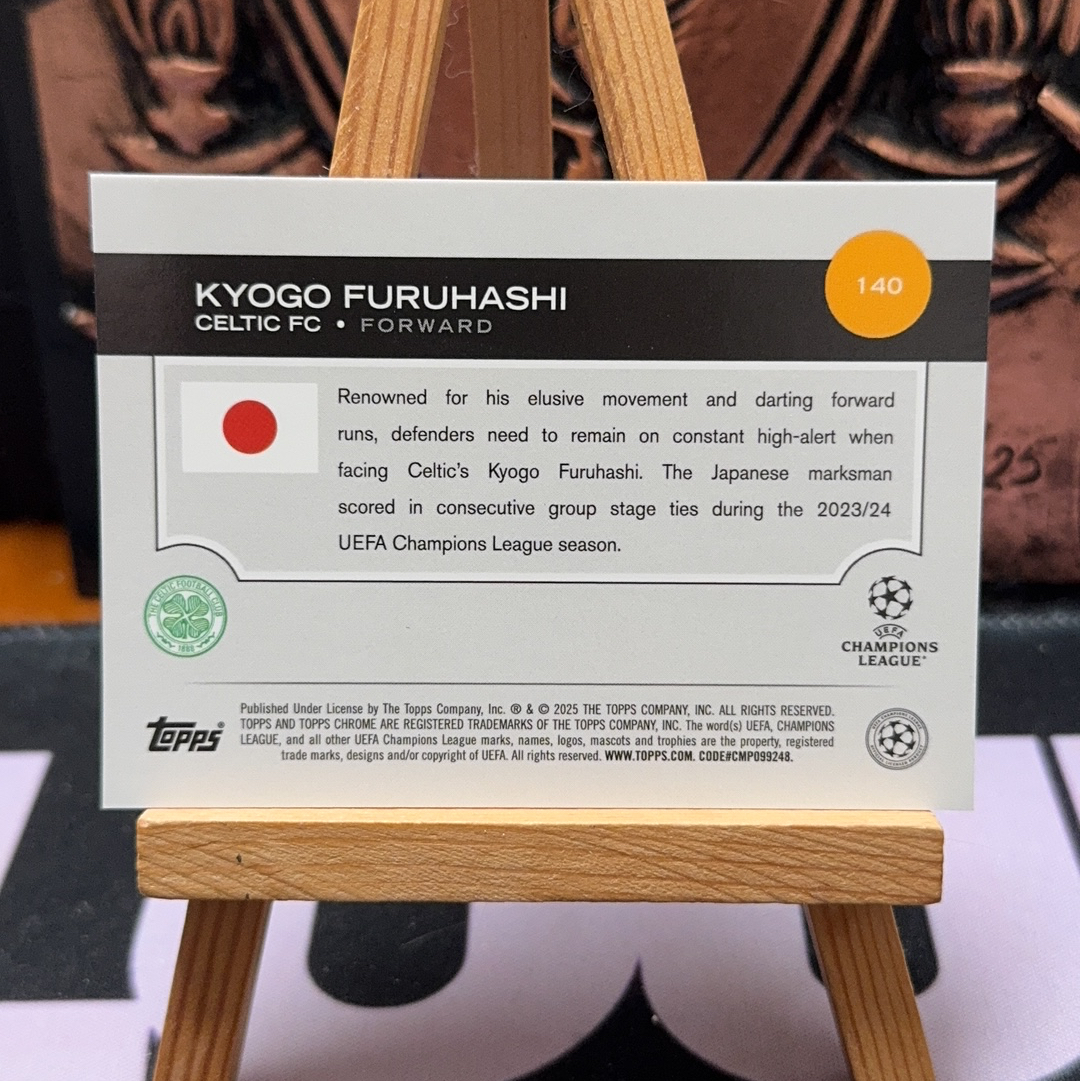 KYOGO FURUHASHI
140
CELTIC FC • FORWARD
Renowned for his elusive movement and darting forward
runs, defenders need to remain on constant high-alert when
facing Celtic's Kyogo Furuhashi. The Japanese marksman
scored in consecutive group stage ties during the 2023/24
UEFA Champions League season.
THE CELTIC FOOTBALL CLUB
1888
UEFA
CHAMPIONS
LEAGUE
Topps®
Published Under License by The Topps Company, Inc. ® & © 2025 THE TOPPS COMPANY, INC. ALL RIGHTS RESERVED.
TOPPS AND TOPPS CHROME ARE REGISTERED TRADEMARKS OF THE TOPPS COMPANY, INC. The word(s) UEFA, CHAMPIONS
LEAGUE, and all other UEFA Champions League marks, names, logos, mascots and trophies are the property, registered
trade marks, designs and/or copyright of UEFA. All rights reserved. WWW.TOPPS.COM. CODE#CMP099248.
25